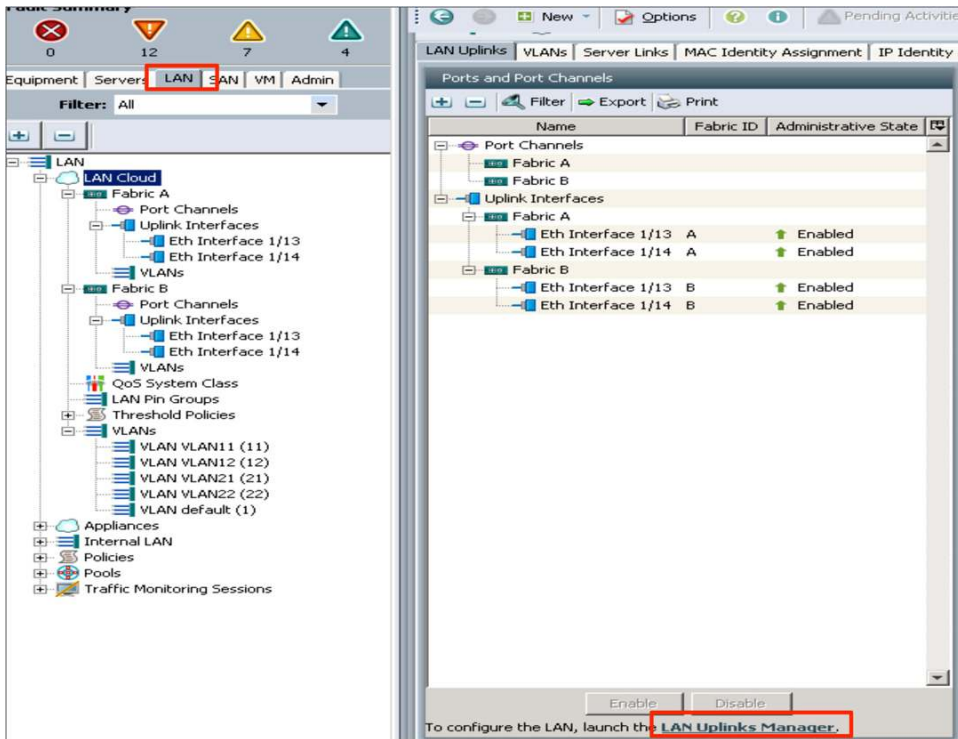 Fault Summary
0 12 7 4
Equipment Servers LAN SAN VM Admin
Filter: All
LAN
LAN Cloud
Fabric A
Port Channels
Uplink Interfaces
Eth Interface 1/13
Eth Interface 1/14
VLANs
Fabric B
Port Channels
Uplink Interfaces
Eth Interface 1/13
Eth Interface 1/14
VLANs
QoS System Class
LAN Pin Groups
Threshold Policies
VLANs
VLAN VLAN11 (11)
VLAN VLAN12 (12)
VLAN VLAN21 (21)
VLAN VLAN22 (22)
VLAN default (1)
Appliances
Internal LAN
Policies
Pools
Traffic Monitoring Sessions
New Options Pending Activitie
LAN Uplinks VLANs Server Links MAC Identity Assignment IP Identity
Ports and Port Channels
Filter Export Print
Name Fabric ID Administrative State
Port Channels
Fabric A
Fabric B
Uplink Interfaces
Fabric A
Eth Interface 1/13 A Enabled
Eth Interface 1/14 A Enabled
Fabric B
Eth Interface 1/13 B Enabled
Eth Interface 1/14 B Enabled
Enable Disable
To configure the LAN, launch the LAN Uplinks Manager.